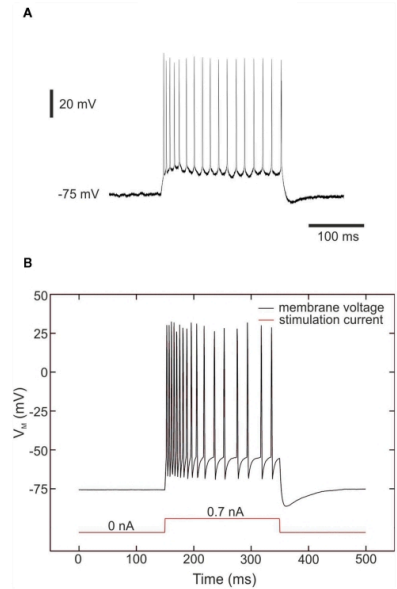 A
20 mV
-75 mV
100 ms
B
50
25
0
-25
-50
-75
V_M (mV)
membrane voltage
stimulation current
0 nA
0.7 nA
0 100 200 300 400 500
Time (ms)